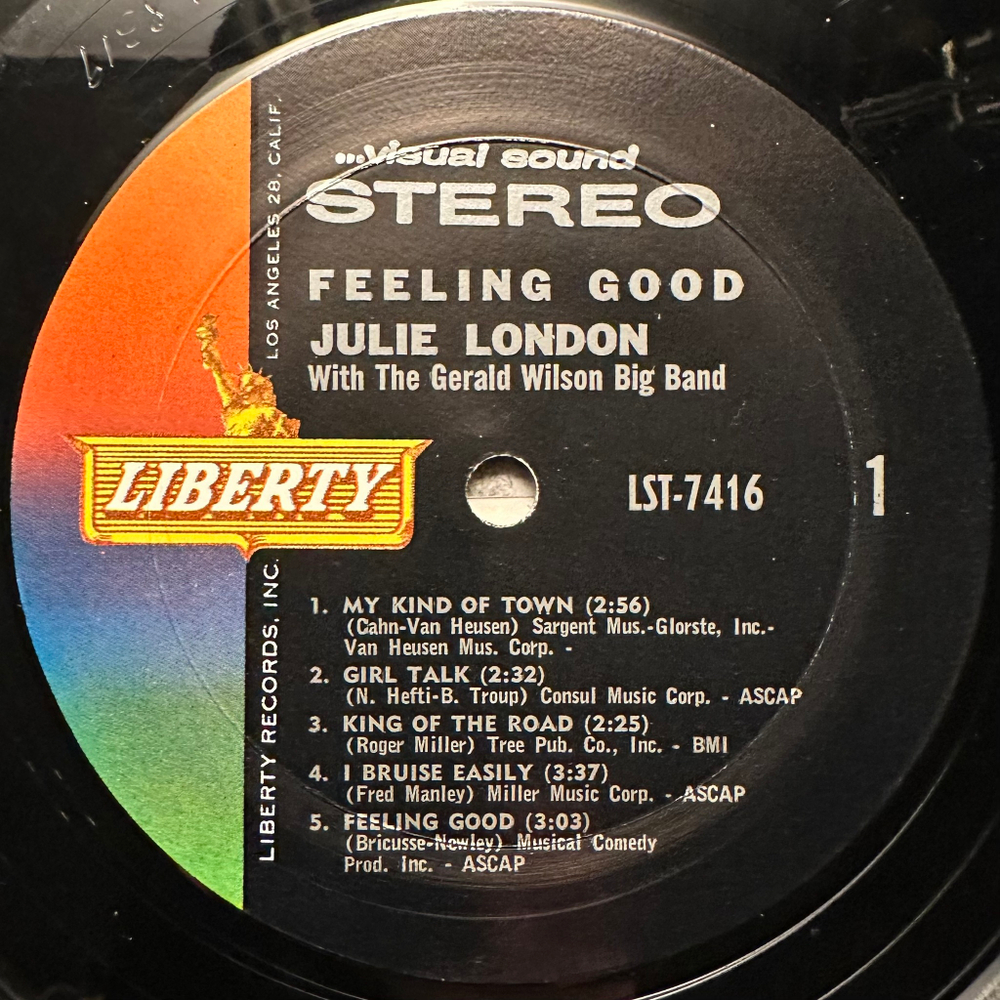 ...visual sound
STEREO
FEELING GOOD
JULIE LONDON
With The Gerald Wilson Big Band
LIBERTY
LST-7416
1
1. MY KIND OF TOWN (2:56)
(Cahn-Van Heusen) Sargent Mus.-Glorste, Inc.-
Van Heusen Mus. Corp. -
2. GIRL TALK (2:32)
(N. Hefti-B. Troup) Consul Music Corp. - ASCAP
3. KING OF THE ROAD (2:25)
(Roger Miller) Tree Pub. Co., Inc. - BMI
4. I BRUISE EASILY (3:37)
(Fred Manley) Miller Music Corp. - ASCAP
5. FEELING GOOD (3:03)
(Bricusse-Newley) Musical Comedy
Prod. Inc. - ASCAP
LIBERTY RECORDS, INC. LOS ANGELES 28, CALIF.